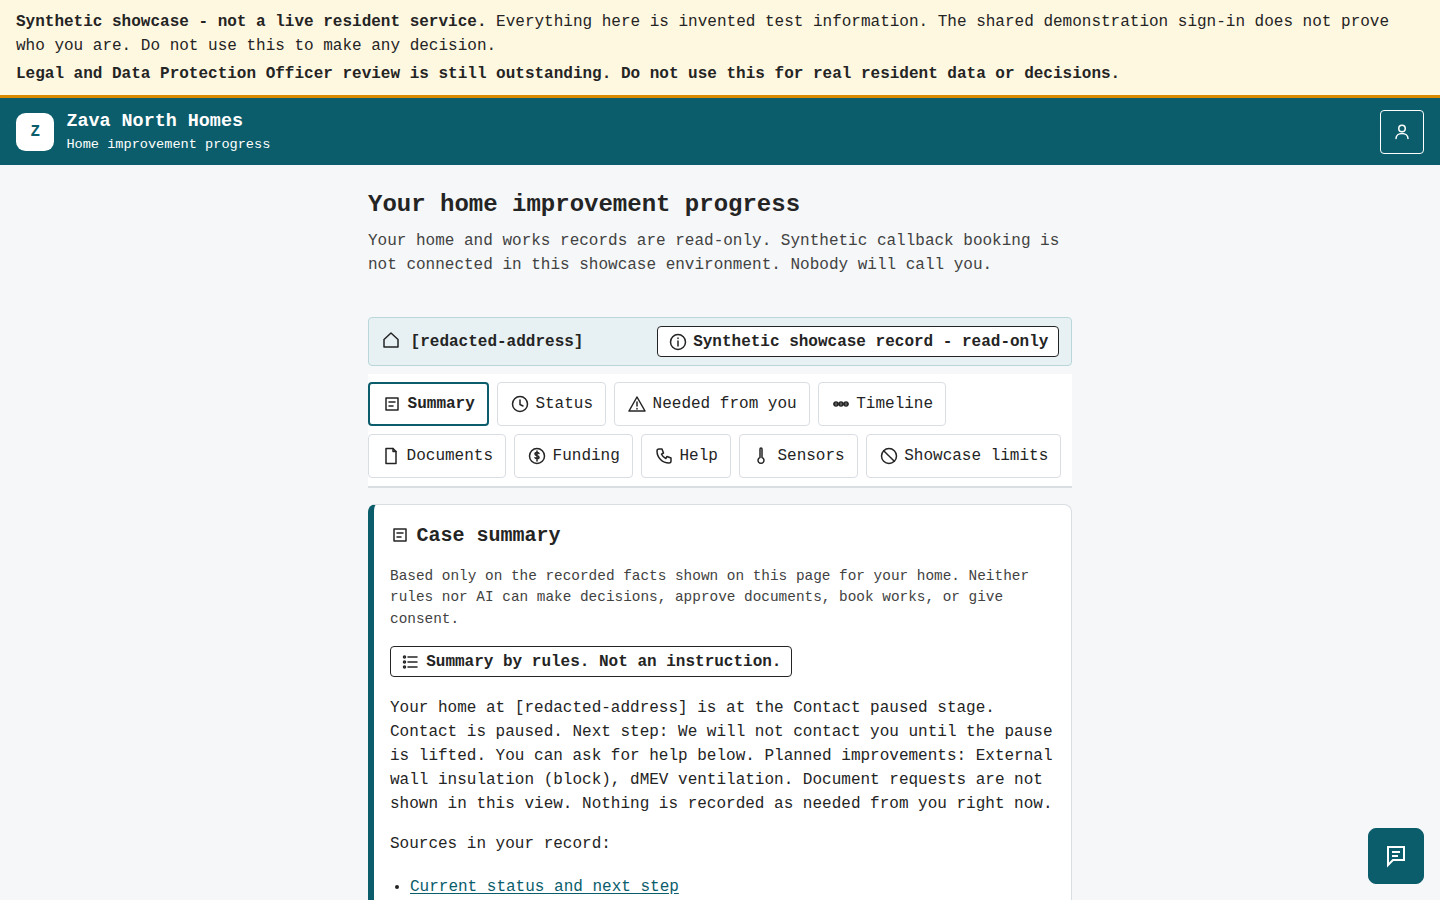 Synthetic showcase - not a live resident service. Everything here is invented test information. The shared demonstration sign-in does not prove
who you are. Do not use this to make any decision.
Legal and Data Protection Officer review is still outstanding. Do not use this for real resident data or decisions.
Z
Zava North Homes
Home improvement progress
Your home improvement progress
Your home and works records are read-only. Synthetic callback booking is
not connected in this showcase environment. Nobody will call you.
[redacted-address]
Synthetic showcase record - read-only
Summary
Status
Needed from you
Timeline
Documents
Funding
Help
Sensors
Showcase limits
Case summary
Based only on the recorded facts shown on this page for your home. Neither
rules nor AI can make decisions, approve documents, book works, or give
consent.
Summary by rules. Not an instruction.
Your home at [redacted-address] is at the Contact paused stage.
Contact is paused. Next step: We will not contact you until the pause
is lifted. You can ask for help below. Planned improvements: External
wall insulation (block), dMEV ventilation. Document requests are not
shown in this view. Nothing is recorded as needed from you right now.
Sources in your record:
• Current status and next step